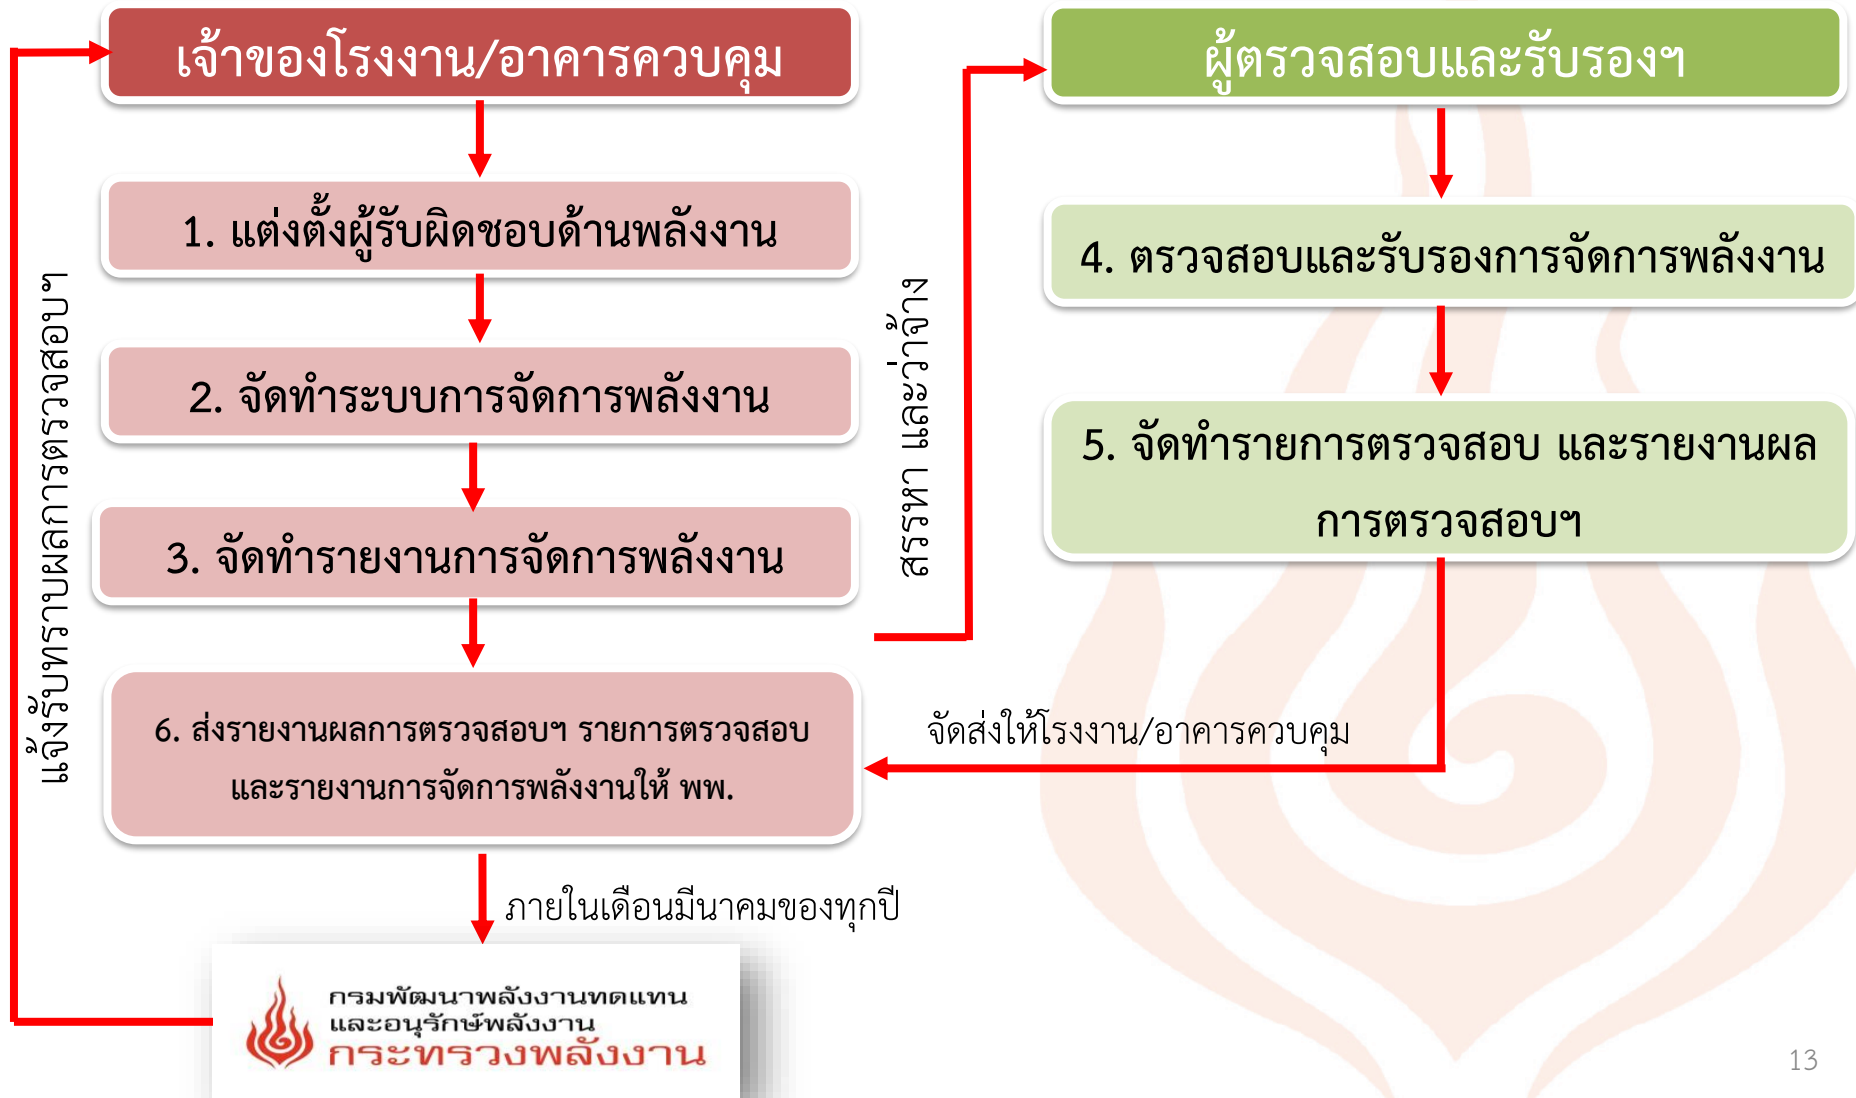 เจ้าของโรงงาน/อาคารควบคุม
1. แต่งตั้งผู้รับผิดชอบด้านพลังงาน
2. จัดทำระบบการจัดการพลังงาน
3. จัดทำรายงานการจัดการพลังงาน
6. ส่งรายงานผลการตรวจสอบฯ รายการตรวจสอบ
และรายงานการจัดการพลังงานให้ พพ.
ภายในเดือนมีนาคมของทุกปี
กรมพัฒนาพลังงานทดแทน
และอนุรักษ์พลังงาน
กระทรวงพลังงาน
แจ้งรับทราบผลการตรวจสอบฯ
สรรหา และว่าจ้าง
ผู้ตรวจสอบและรับรองฯ
4. ตรวจสอบและรับรองการจัดการพลังงาน
5. จัดทำรายการตรวจสอบ และรายงานผล
การตรวจสอบฯ
จัดส่งให้โรงงาน/อาคารควบคุม
13